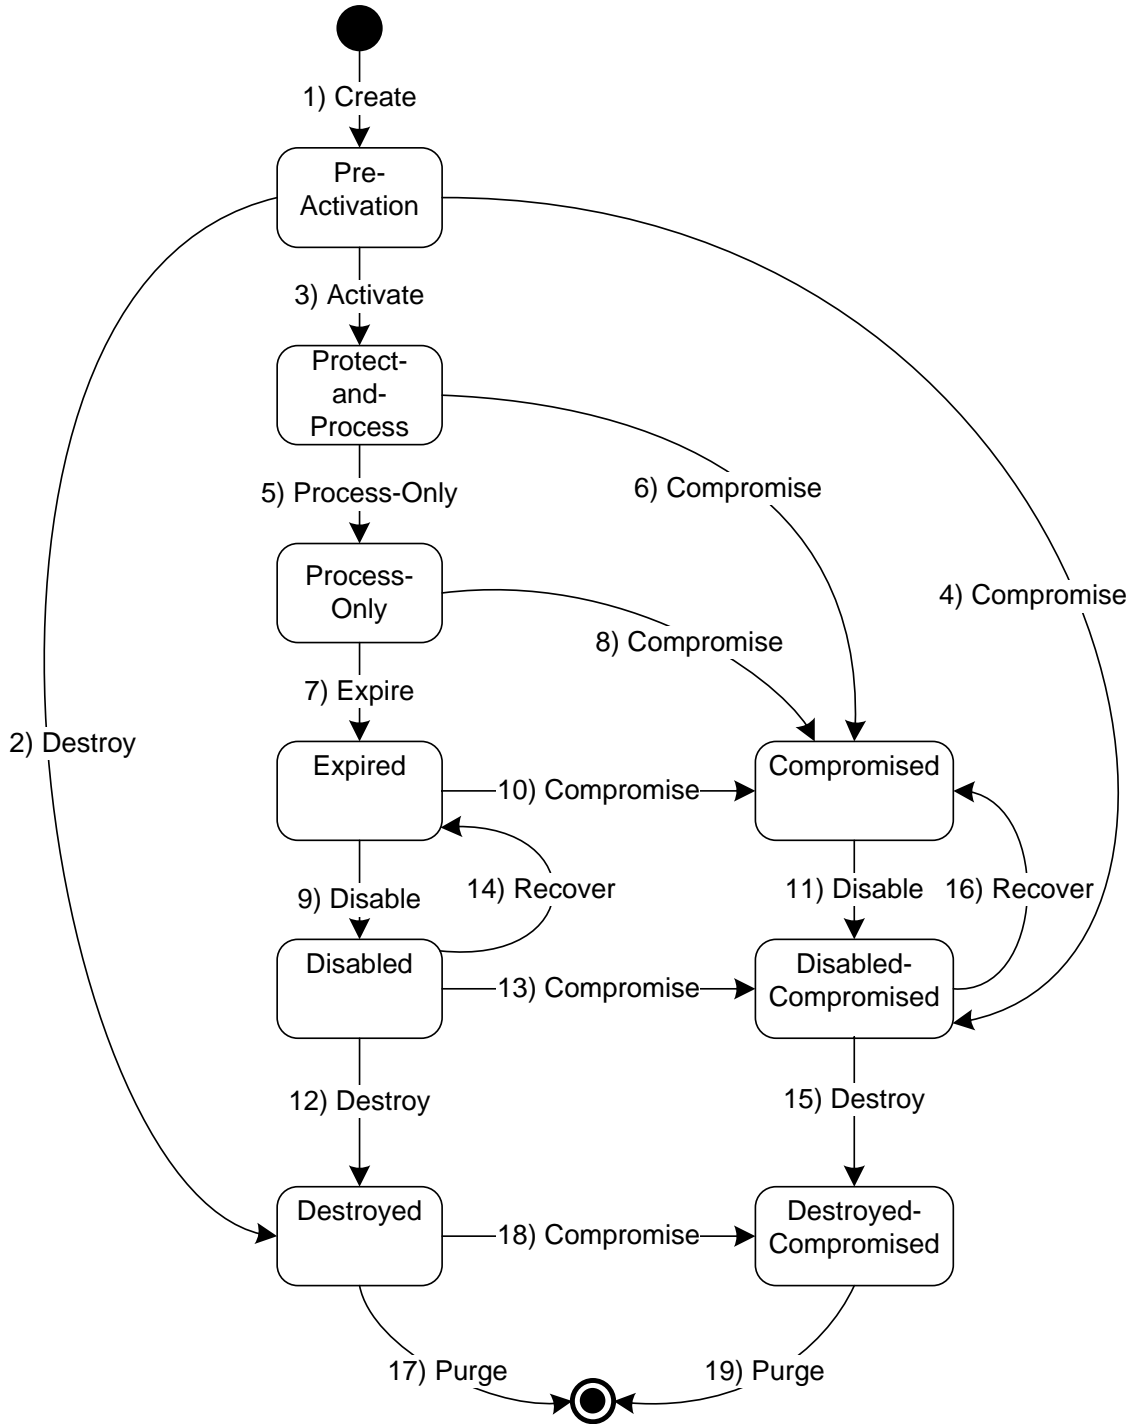 1) Create
Pre-
Activation
3) Activate
Protect-
and-
Process
6) Compromise
5) Process-Only
Process-
Only
4) Compromise
8) Compromise
7) Expire
2) Destroy
Expired
Compromised
10) Compromise
9) Disable
14) Recover
11) Disable
16) Recover
Disabled
Disabled-
Compromised
13) Compromise
12) Destroy
15) Destroy
Destroyed
Destroyed-
Compromised
18) Compromise
17) Purge
19) Purge